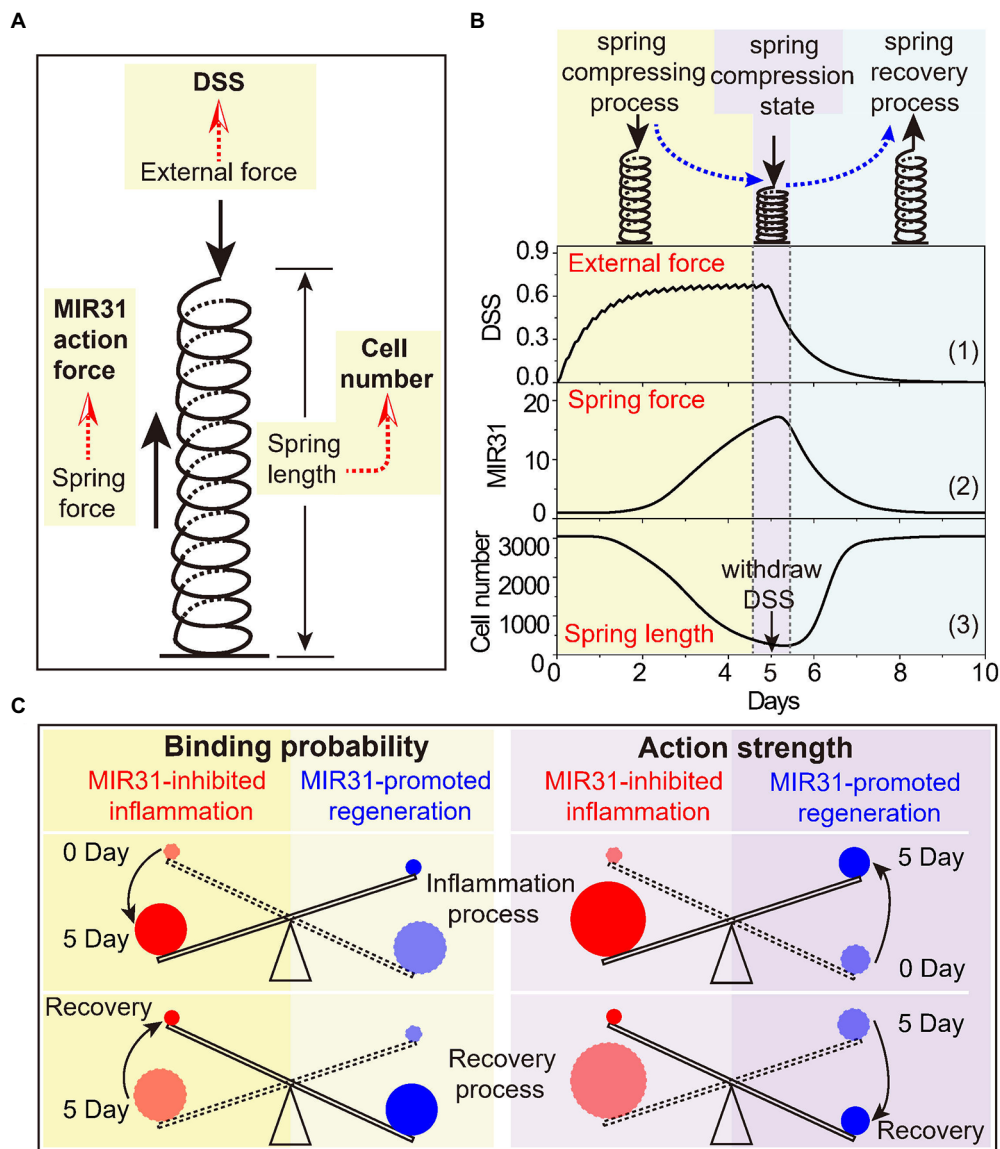 A
DSS
External force
MIR31
action
force
Spring
force
Spring
length
Cell
number
B
spring
compressing
process
spring
compression
state
spring
recovery
process
External force
DSS
0.9
0.6
0.3
0.0
(1)
Spring force
MIR31
20
10
0
(2)
Cell number
3000
2000
1000
0
withdraw
DSS
Spring length
(3)
0 2 4 5 6 8 10
Days
C
Binding probability
MIR31-inhibited
inflammation
MIR31-promoted
regeneration
Action strength
MIR31-inhibited
inflammation
MIR31-promoted
regeneration
0 Day
5 Day
Inflammation
process
5 Day
0 Day
Recovery
5 Day
Recovery
process
5 Day
Recovery